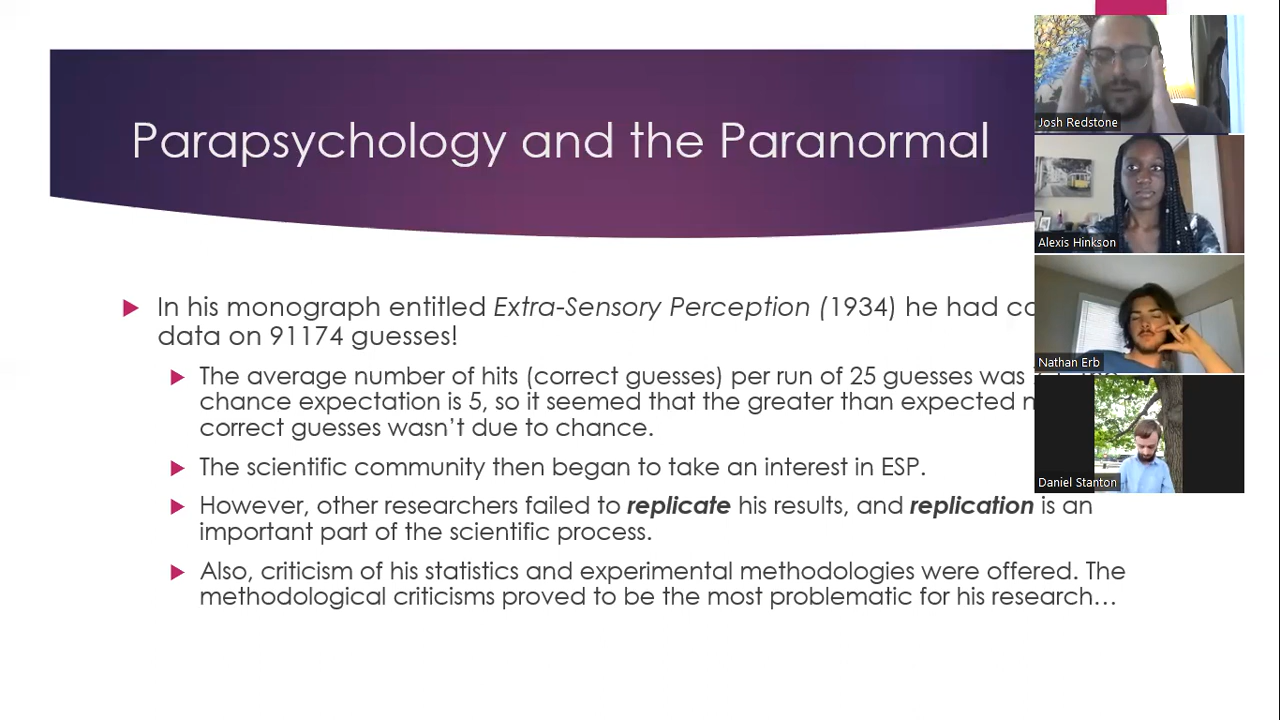 Parapsychology and the Paranormal
In his monograph entitled Extra-Sensory Perception (1934) he had
data on 91174 guesses!
The average number of hits (correct guesses) per run of 25 guesses was
chance expectation is 5, so it seemed that the greater than expected
correct guesses wasn't due to chance.
The scientific community then began to take an interest in ESP.
However, other researchers failed to replicate his results, and replication is an
important part of the scientific process.
Also, criticism of his statistics and experimental methodologies were offered. The
methodological criticisms proved to be the most problematic for his research…
Josh Redstone
Alexis Hinkson
Nathan Erb
Daniel Stanton